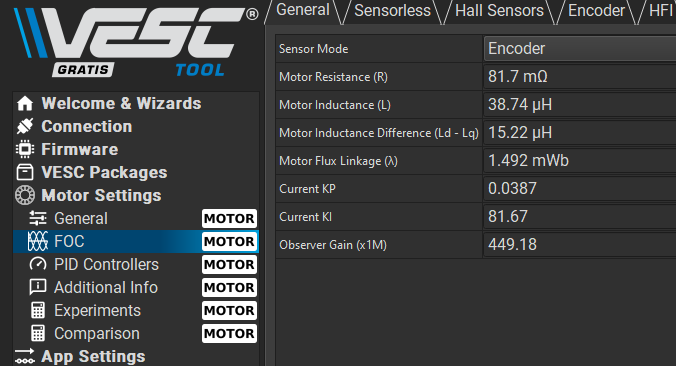 VESC®
GRATIS TOOL
Welcome & Wizards
Connection
Firmware
VESC Packages
Motor Settings
General MOTOR
FOC MOTOR
PID Controllers MOTOR
Additional Info MOTOR
Experiments MOTOR
Comparison MOTOR
App Settings
General Sensorless Hall Sensors Encoder HFI
Sensor Mode Encoder
Motor Resistance (R) 81.7 mΩ
Motor Inductance (L) 38.74 µH
Motor Inductance Difference (Ld - Lq) 15.22 µH
Motor Flux Linkage (λ) 1.492 mWb
Current KP 0.0387
Current KI 81.67
Observer Gain (x1M) 449.18